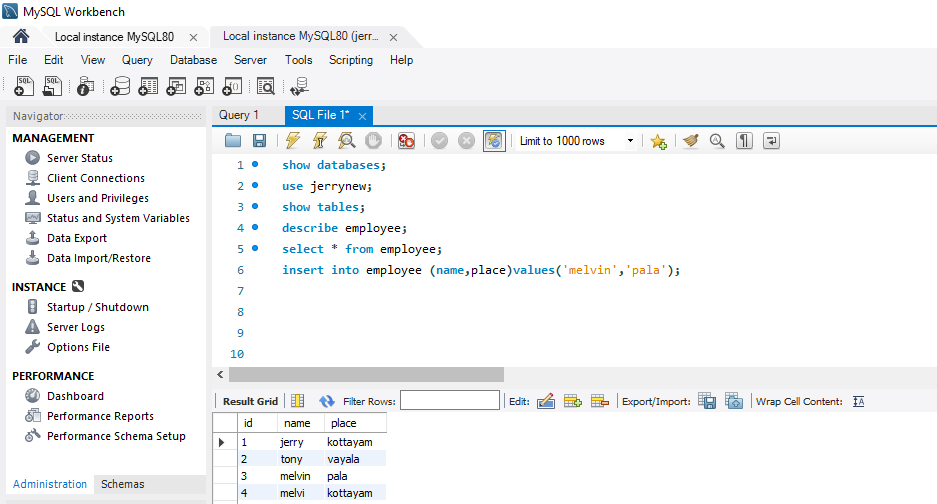 MySQL Workbench
Local instance MySQL80 × Local instance MySQL80 (jerr... ×
File Edit View Query Database Server Tools Scripting Help
Navigator
MANAGEMENT
Server Status
Client Connections
Users and Privileges
Status and System Variables
Data Export
Data Import/Restore
INSTANCE
Startup / Shutdown
Server Logs
Options File
PERFORMANCE
Dashboard
Performance Reports
Performance Schema Setup
Administration Schemas
Query 1 SQL File 1* ×
Limit to 1000 rows
1 show databases;
2 use jerrynew;
3 show tables;
4 describe employee;
5 select * from employee;
6 insert into employee (name,place)values('melvin','pala');
7
8
9
10
Result Grid Filter Rows: Edit: Export/Import: Wrap Cell Content:
id name place
1 jerry kottayam
2 tony vayala
3 melvin pala
4 melvi kottayam